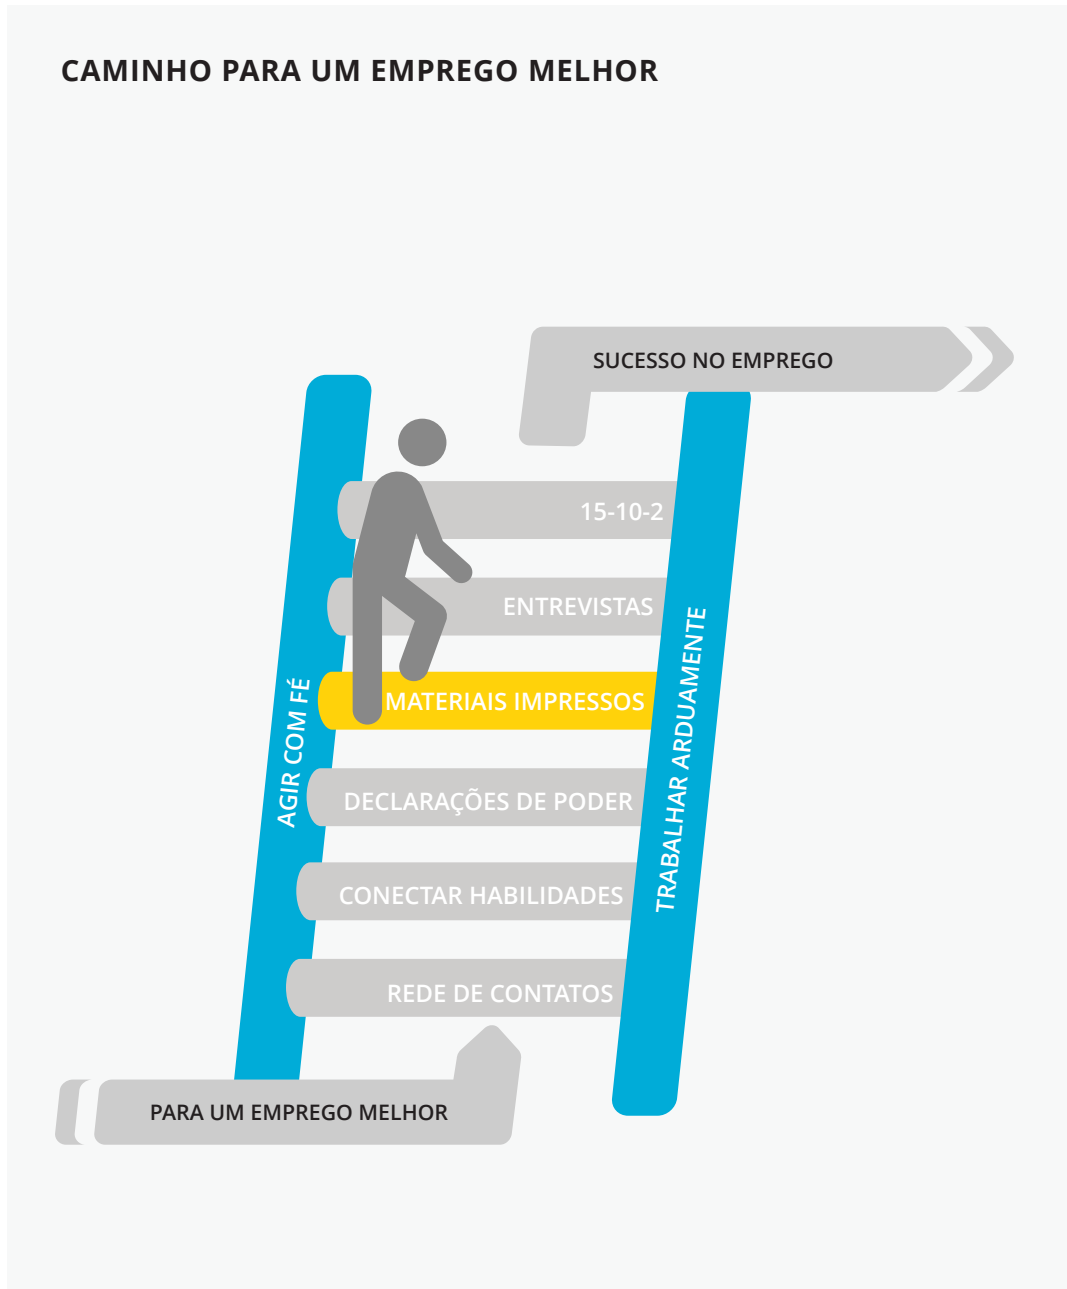 CAMINHO PARA UM EMPREGO MELHOR
SUCESSO NO EMPREGO
15-10-2
ENTREVISTAS
MATERIAIS IMPRESSOS
DECLARAÇÕES DE PODER
CONECTAR HABILIDADES
REDE DE CONTATOS
AGIR COM FÉ
TRABALHAR ARDUAMENTE
PARA UM EMPREGO MELHOR